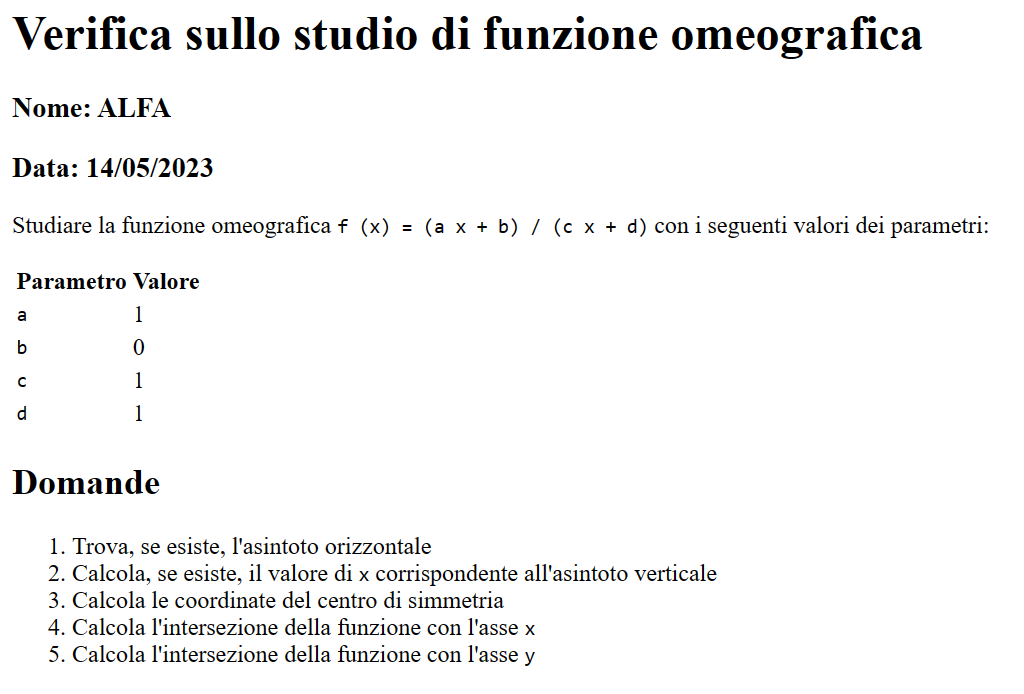 Verifica sullo studio di funzione omeografica
Nome: ALFA
Data: 14/05/2023
Studiare la funzione omeografica f (x) = (a x + b) / (c x + d) con i seguenti valori dei parametri:
Parametro Valore
a 1
b 0
c 1
d 1
Domande
1. Trova, se esiste, l'asintoto orizzontale
2. Calcola, se esiste, il valore di x corrispondente all'asintoto verticale
3. Calcola le coordinate del centro di simmetria
4. Calcola l'intersezione della funzione con l'asse x
5. Calcola l'intersezione della funzione con l'asse y